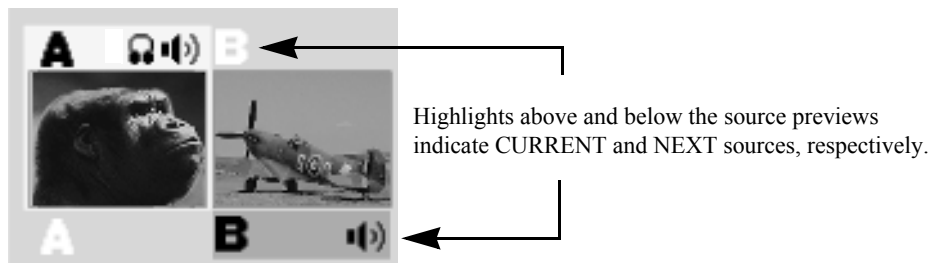 A B
Highlights above and below the source previews
indicate CURRENT and NEXT sources, respectively.
A B